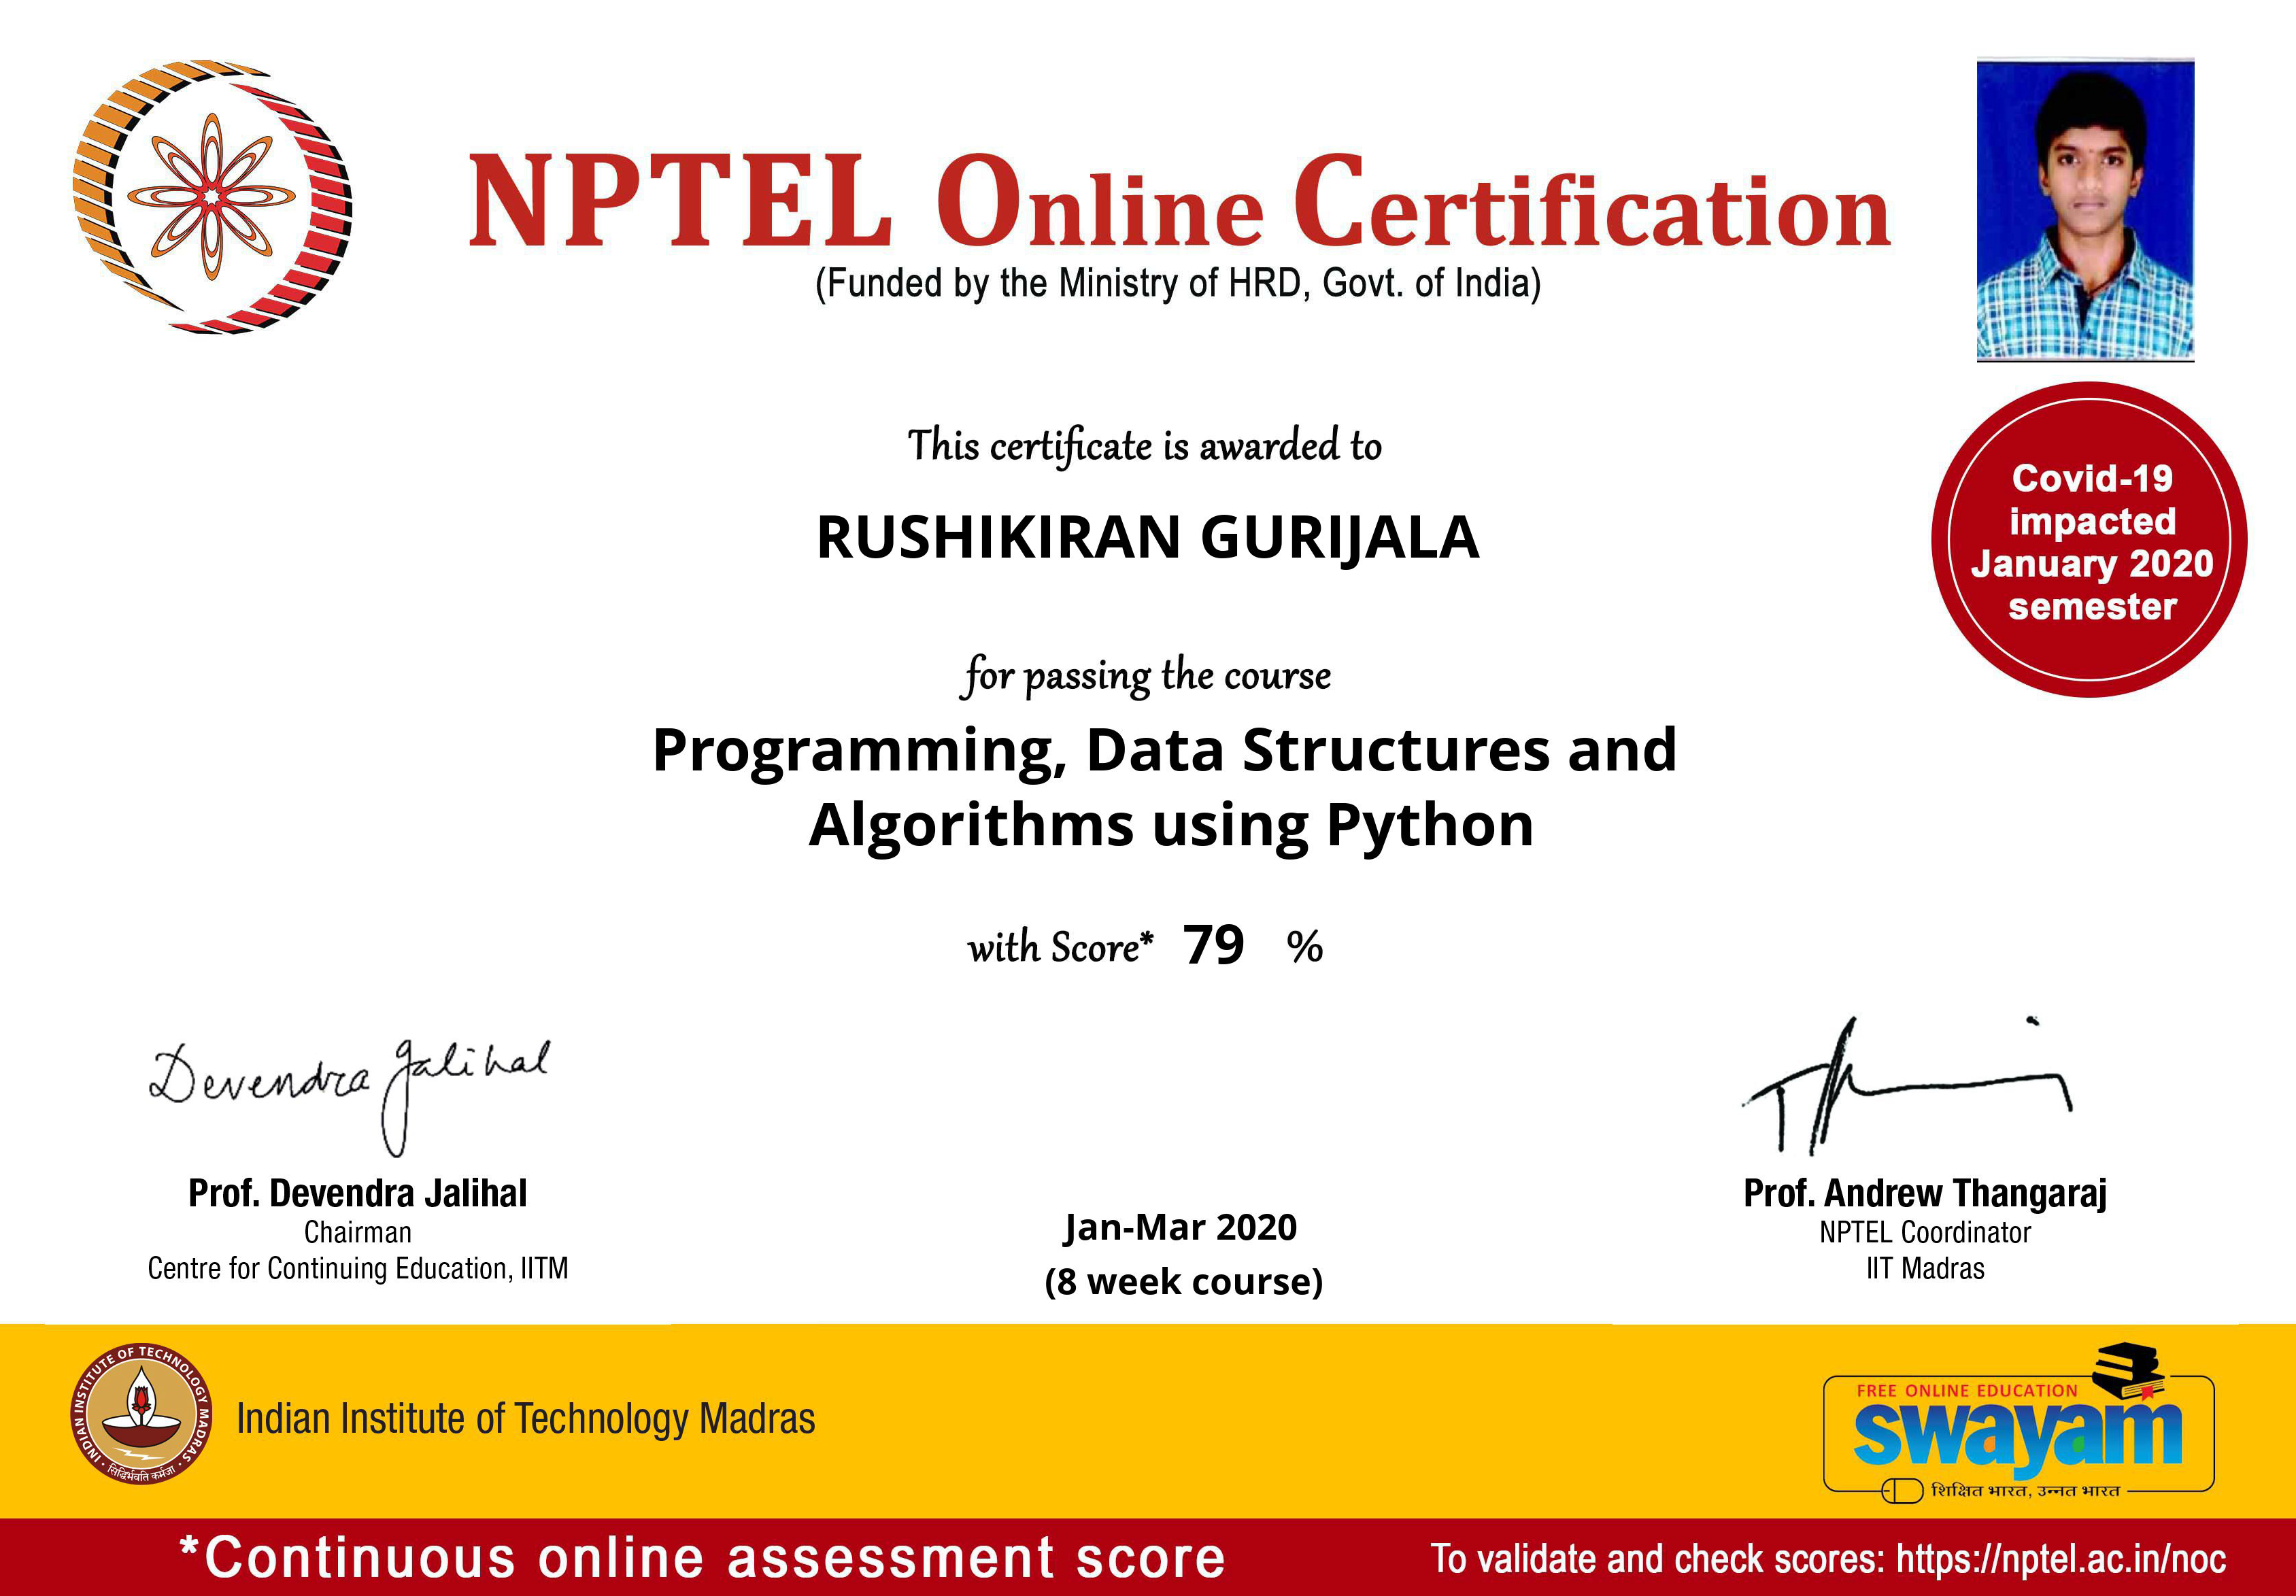 NPTEL Online Certification
(Funded by the Ministry of HRD, Govt. of India)
This certificate is awarded to
RUSHIKIRAN GURIJALA
Covid-19
impacted
January 2020
semester
for passing the course
Programming, Data Structures and
Algorithms using Python
with Score* 79 %
Devendra Jalihal
Prof. Devendra Jalihal
Chairman
Centre for Continuing Education, IITM
Jan-Mar 2020
(8 week course)
Prof. Andrew Thangaraj
NPTEL Coordinator
IIT Madras
INDIAN INSTITUTE OF TECHNOLOGY MADRAS
सिद्धिर्भवति कर्मजा
Indian Institute of Technology Madras
FREE ONLINE EDUCATION
swayam
शिक्षित भारत, उन्नत भारत
*Continuous online assessment score
To validate and check scores: https://nptel.ac.in/noc